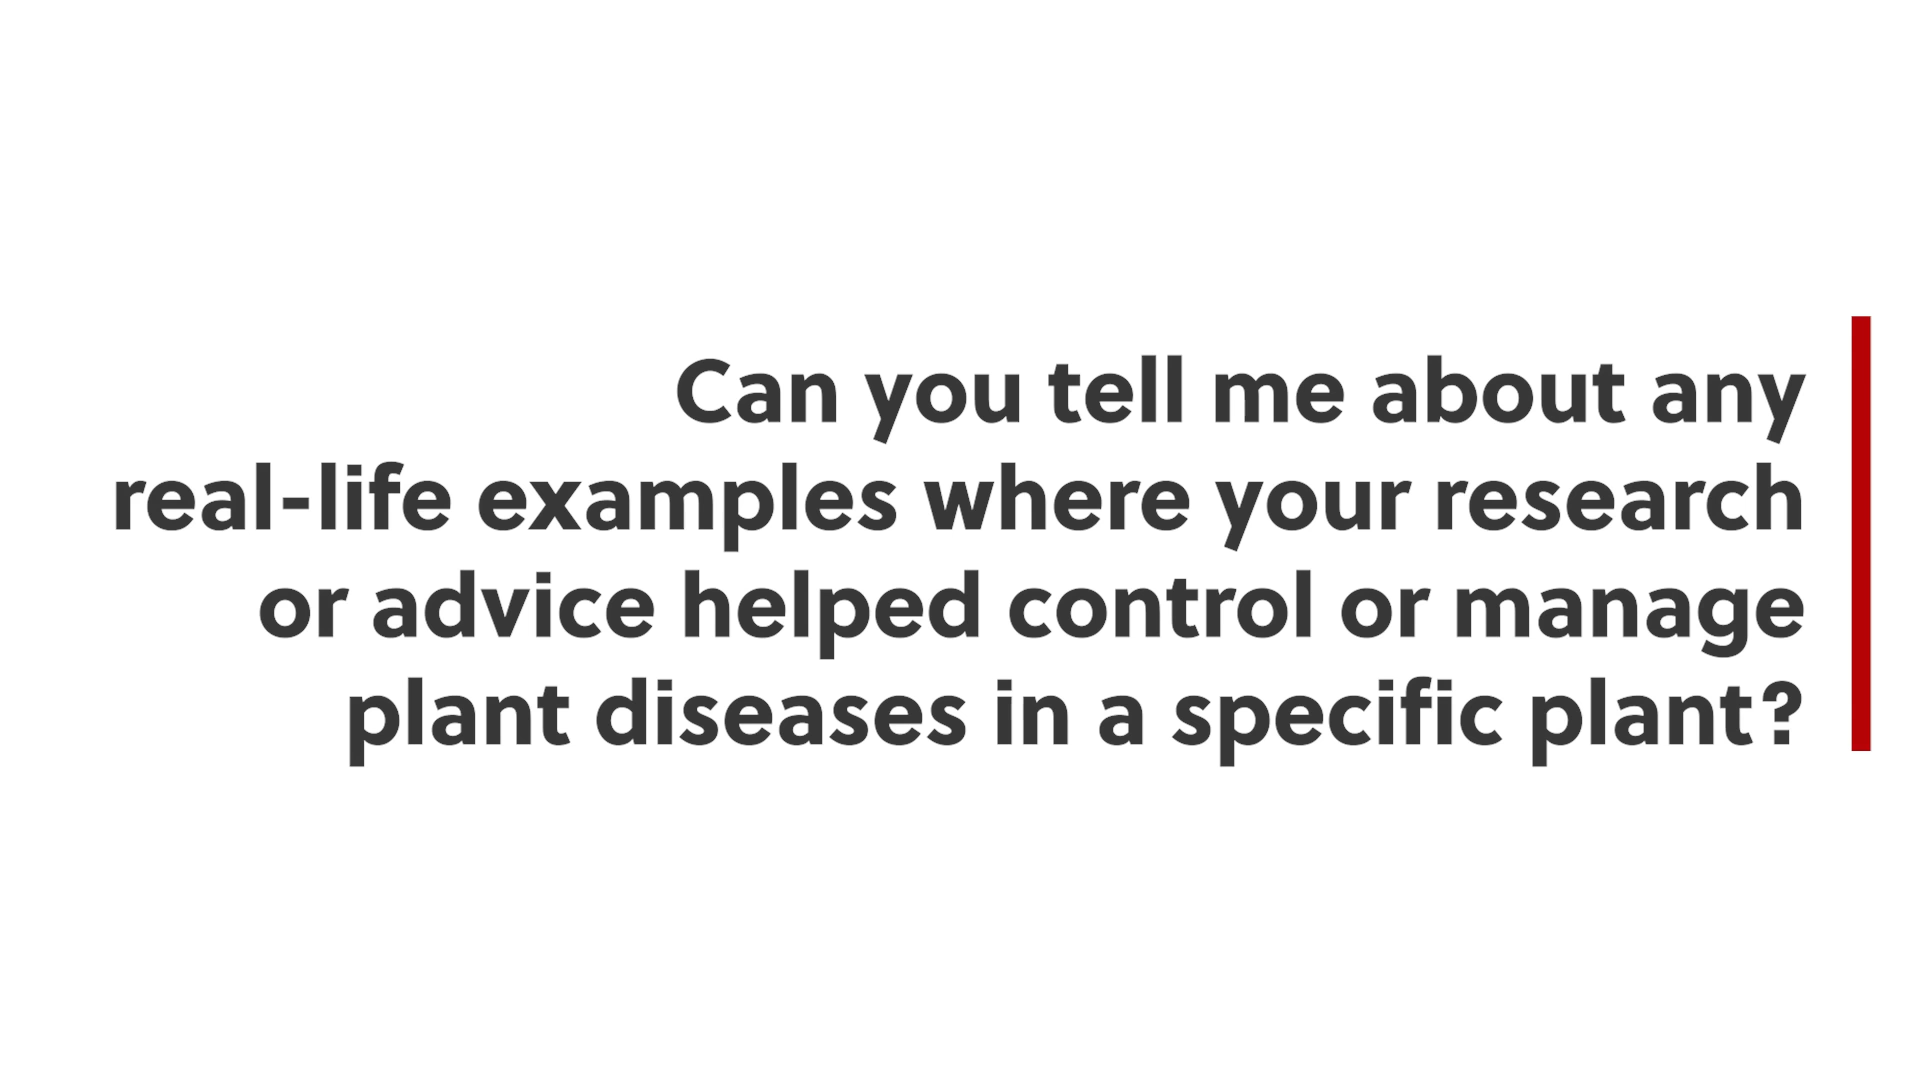 Can you tell me about any
real-life examples where your research
or advice helped control or manage
plant diseases in a specific plant?